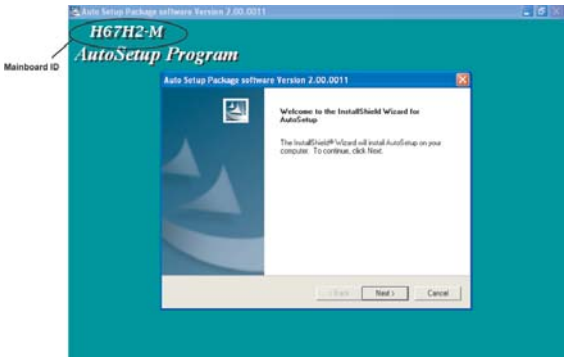 Auto Setup Package software Version 2.00.0011
H67H2-M
AutoSetup Program
Mainboard ID
Auto Setup Package software Version 2.00.0011
Welcome to the InstallShield Wizard for
AutoSetup
The InstallShield® Wizard will install AutoSetup on your
computer. To continue, click Next.
< Back
Next >
Cancel